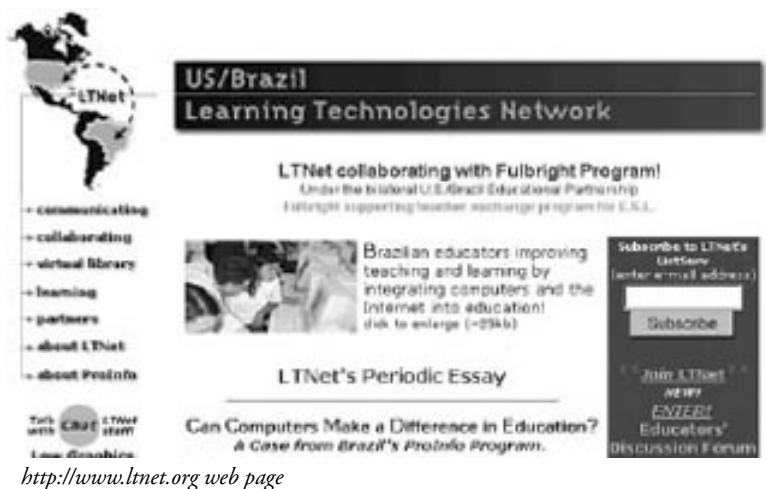 LTNet
US/Brazil
Learning Technologies Network
LTNet collaborating with Fulbright Program!
Under the bilateral U.S./Brazil Educational Partnership
Fulbright supporting teacher exchange program for E.S.L.
communicating
collaborating
virtual library
learning
partners
about LTNet
about ProInfo
Talk with chat LTNet staff
Low Graphics
Brazilian educators improving
teaching and learning by
integrating computers and the
Internet into education!
click to enlarge (~25kb)
LTNet's Periodic Essay
Can Computers Make a Difference in Education?
A Case from Brazil's ProInfo Program.
Subscribe to LTNet's
ListServ
(enter e-mail address)
Subscribe
Join LTNet
NEW!
ENTER!
Educators'
Discussion Forum
http://www.ltnet.org web page